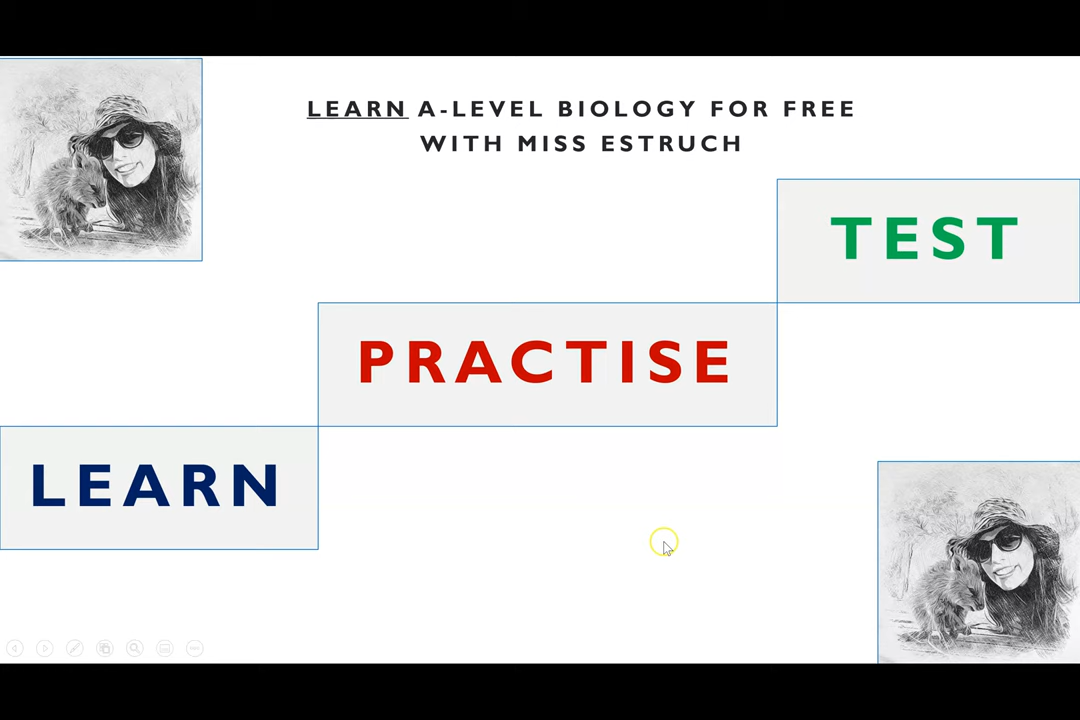 LEARN A-LEVEL BIOLOGY FOR FREE
WITH MISS ESTRUCH
TEST
PRACTISE
LEARN